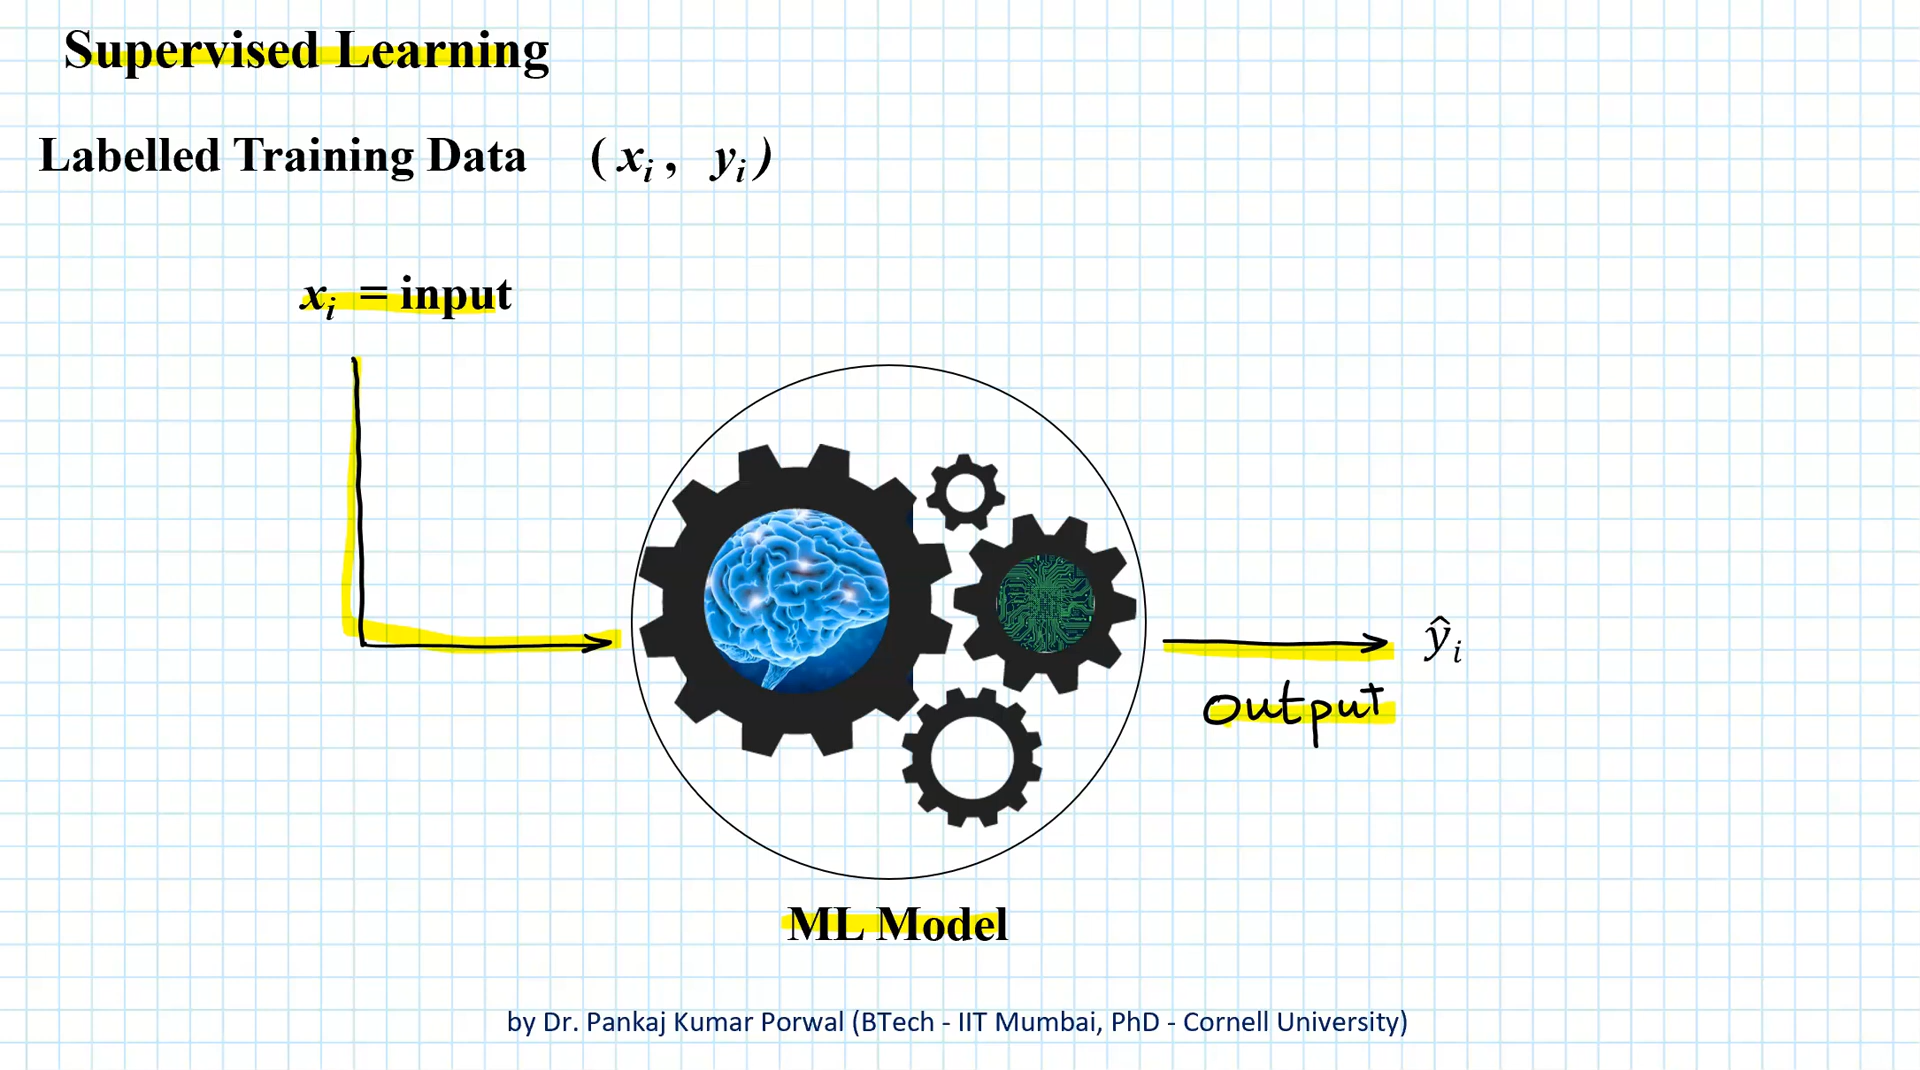 Supervised Learning
Labelled Training Data ( xᵢ , yᵢ )
xᵢ = input
ŷᵢ
output
ML Model
by Dr. Pankaj Kumar Porwal (BTech - IIT Mumbai, PhD - Cornell University)